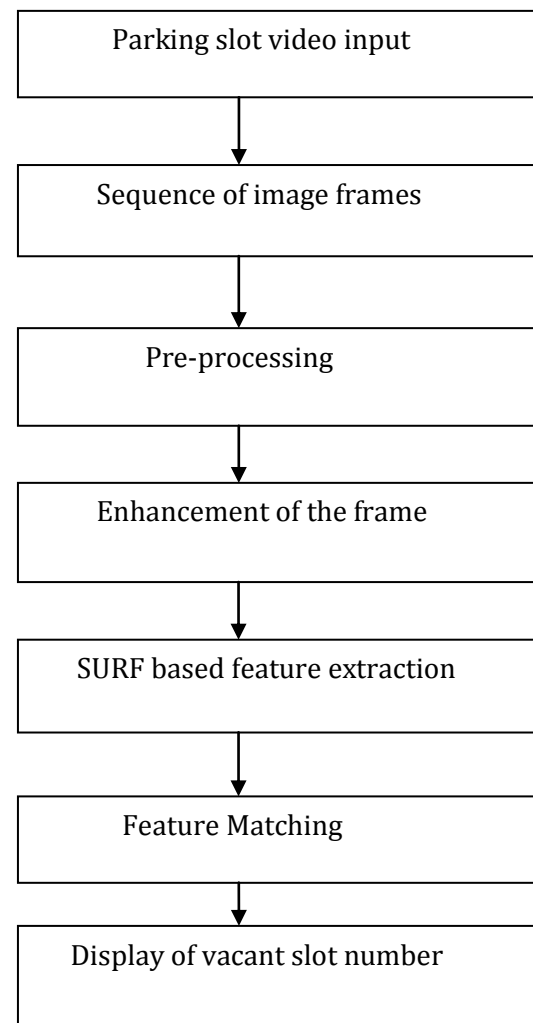 Parking slot video input
Sequence of image frames
Pre-processing
Enhancement of the frame
SURF based feature extraction
Feature Matching
Display of vacant slot number